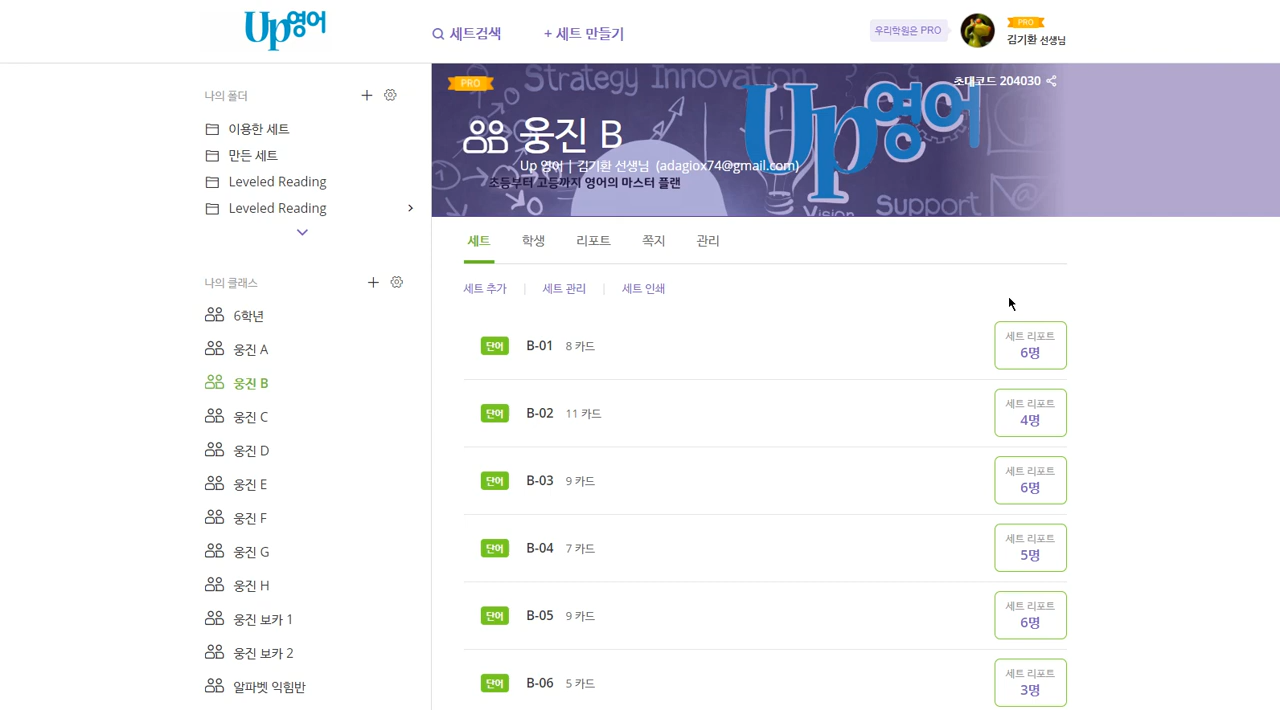 Up영어
세트검색
+ 세트 만들기
우리학원은 PRO
PRO
김기환 선생님
나의 폴더
이용한 세트
만든 세트
Leveled Reading
Leveled Reading
나의 클래스
6학년
웅진 A
웅진 B
웅진 C
웅진 D
웅진 E
웅진 F
웅진 G
웅진 H
웅진 보카 1
웅진 보카 2
알파벳 익힘반
PRO
Strategy Innovation
초대코드 204030
Up영어
웅진 B
Up 영어 | 김기환 선생님 (adagiox74@gmail.com)
초등부터 고등까지 영어의 마스터 플랜
Vision
Support
세트 학생 리포트 쪽지 관리
세트 추가 | 세트 관리 | 세트 인쇄
단어 B-01 8 카드
세트 리포트
6명
단어 B-02 11 카드
세트 리포트
4명
단어 B-03 9 카드
세트 리포트
6명
단어 B-04 7 카드
세트 리포트
5명
단어 B-05 9 카드
세트 리포트
6명
단어 B-06 5 카드
세트 리포트
3명